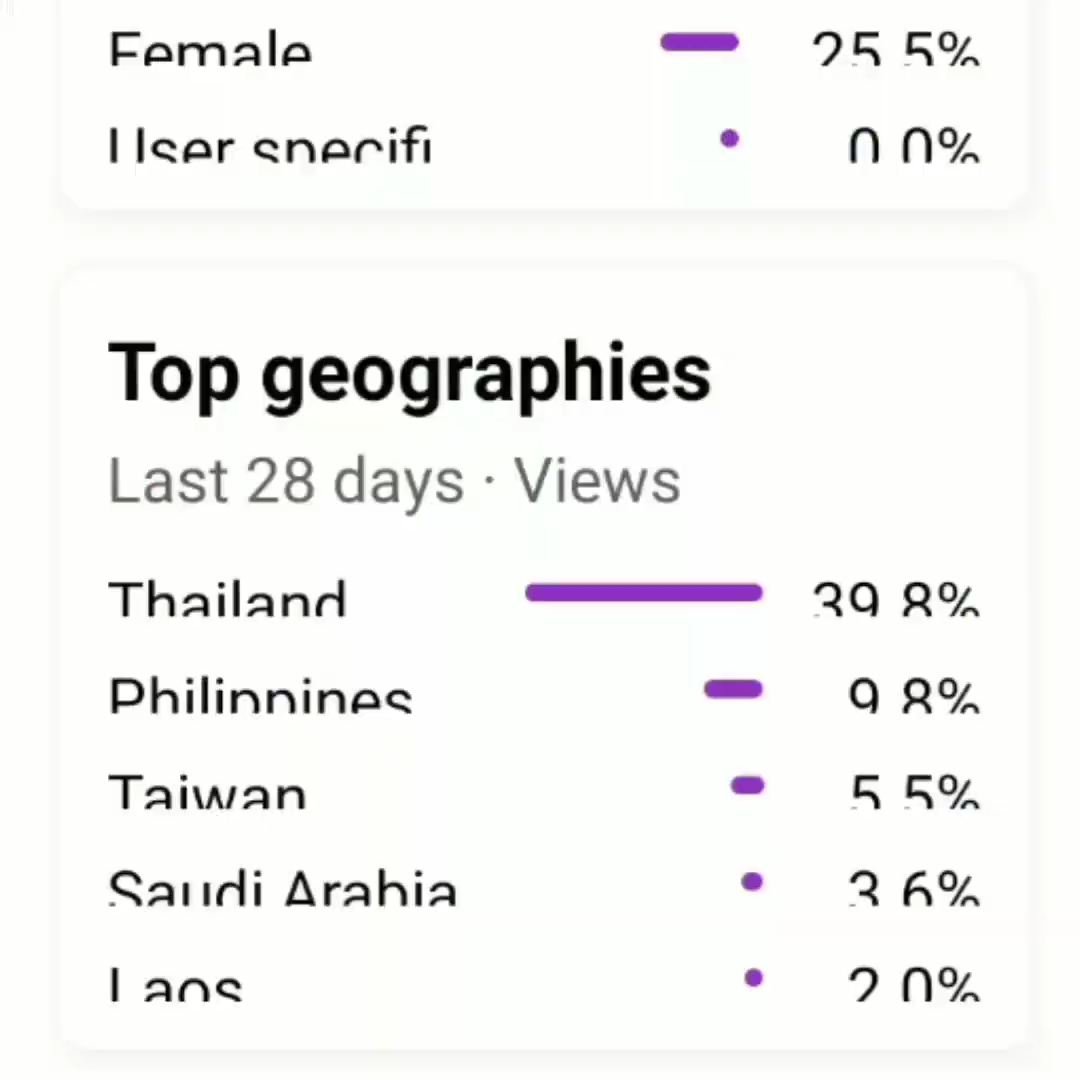 Female 25.5%
User specifi 0.0%
Top geographies
Last 28 days · Views
Thailand 39.8%
Philippines 9.8%
Taiwan 5.5%
Saudi Arabia 3.6%
Laos 2.0%